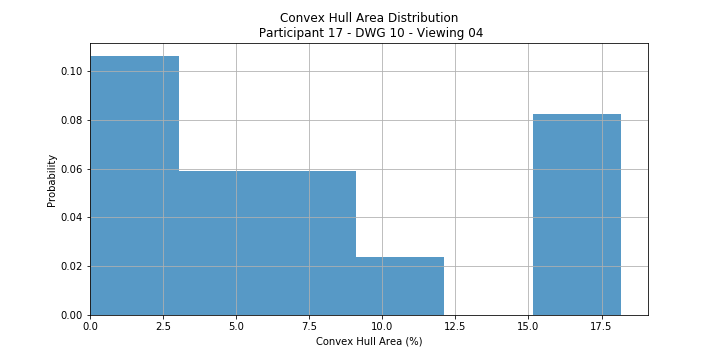 Convex Hull Area Distribution
Participant 17 - DWG 10 - Viewing 04
0.10
0.08
0.06
0.04
0.02
0.00
Probability
0.0 2.5 5.0 7.5 10.0 12.5 15.0 17.5
Convex Hull Area (%)